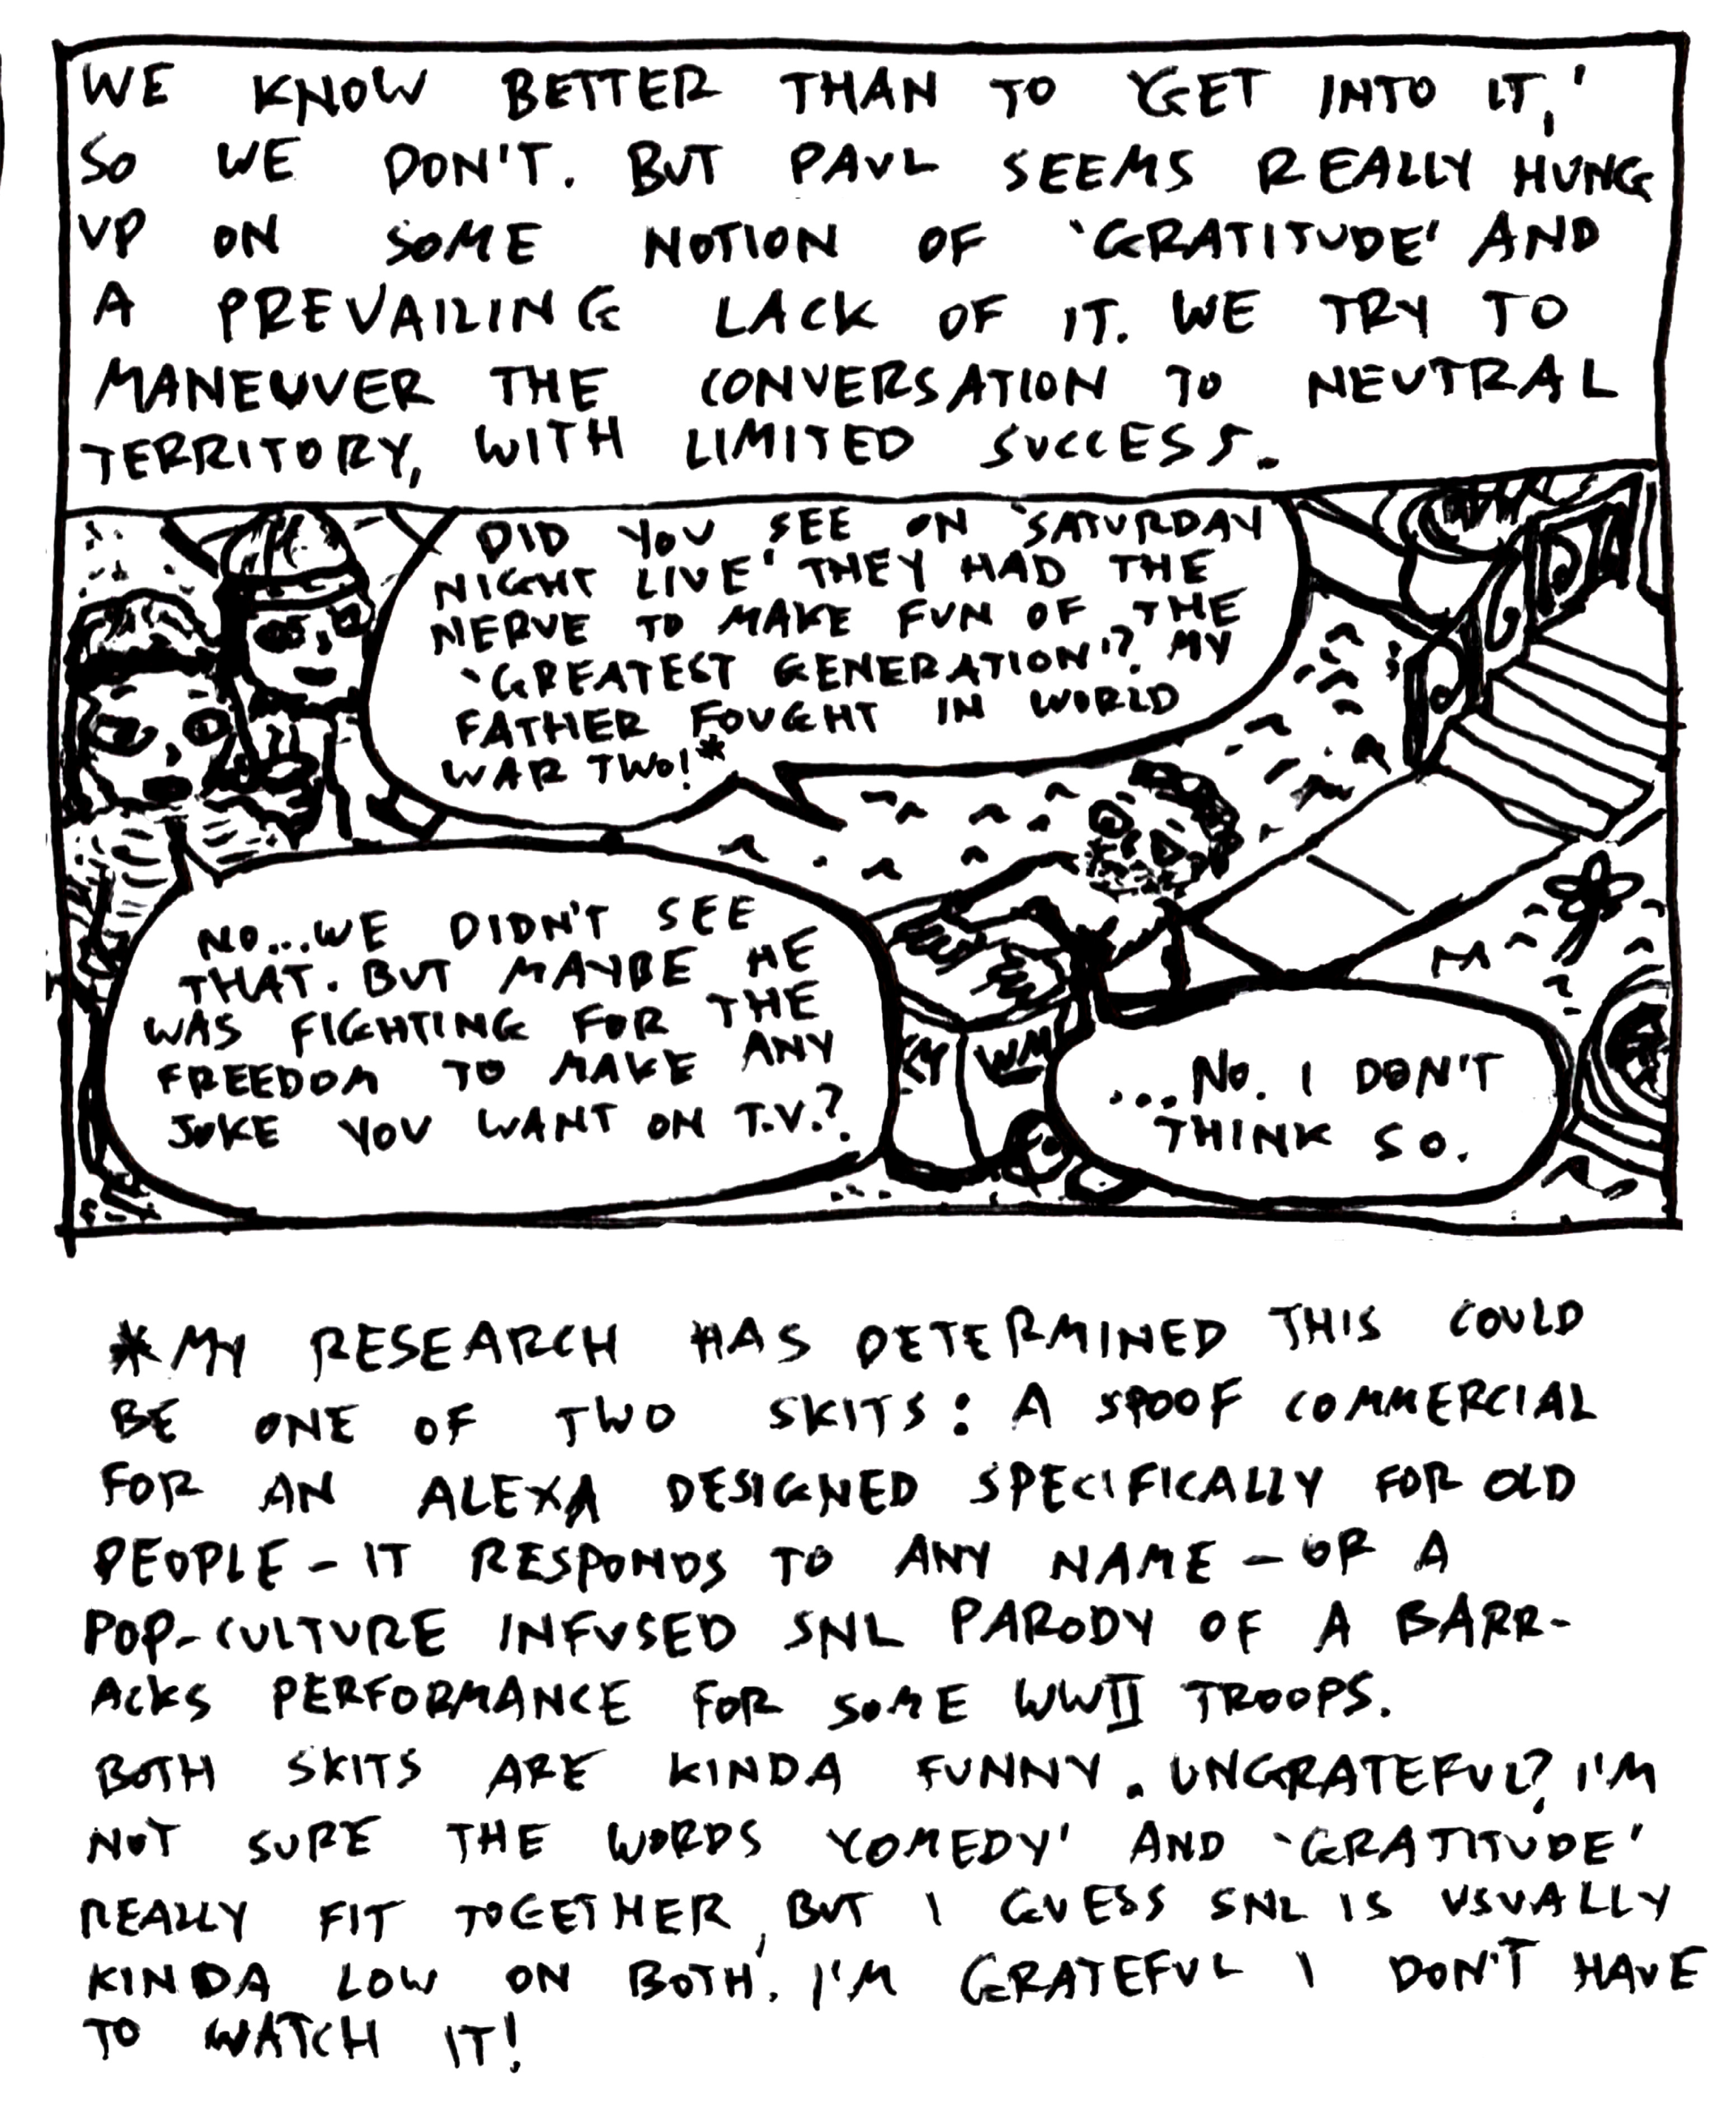 WE KNOW BETTER THAN TO 'GET INTO IT,'
SO WE DON'T. BUT PAUL SEEMS REALLY HUNG
UP ON SOME NOTION OF 'GRATITUDE' AND
A PREVAILING LACK OF IT. WE TRY TO
MANEUVER THE CONVERSATION TO NEUTRAL
TERRITORY, WITH LIMITED SUCCESS.
DID YOU SEE ON 'SATURDAY
NIGHT LIVE' THEY HAD THE
NERVE TO MAKE FUN OF THE
'GREATEST GENERATION'? MY
FATHER FOUGHT IN WORLD
WAR TWO!*
NO...WE DIDN'T SEE
THAT. BUT MAYBE HE
WAS FIGHTING FOR THE
FREEDOM TO MAKE ANY
JOKE YOU WANT ON T.V.?
...NO. I DON'T
THINK SO.
*MY RESEARCH HAS DETERMINED THIS COULD
BE ONE OF TWO SKITS: A SPOOF COMMERCIAL
FOR AN ALEXA DESIGNED SPECIFICALLY FOR OLD
PEOPLE - IT RESPONDS TO ANY NAME - OR A
POP-CULTURE INFUSED SNL PARODY OF A BARR-
ACKS PERFORMANCE FOR SOME WWII TROOPS.
BOTH SKITS ARE KINDA FUNNY. UNGRATEFUL? I'M
NOT SURE THE WORDS 'COMEDY' AND 'GRATITUDE'
REALLY FIT TOGETHER, BUT I GUESS SNL IS USUALLY
KINDA LOW ON BOTH. I'M GRATEFUL I DON'T HAVE
TO WATCH IT!